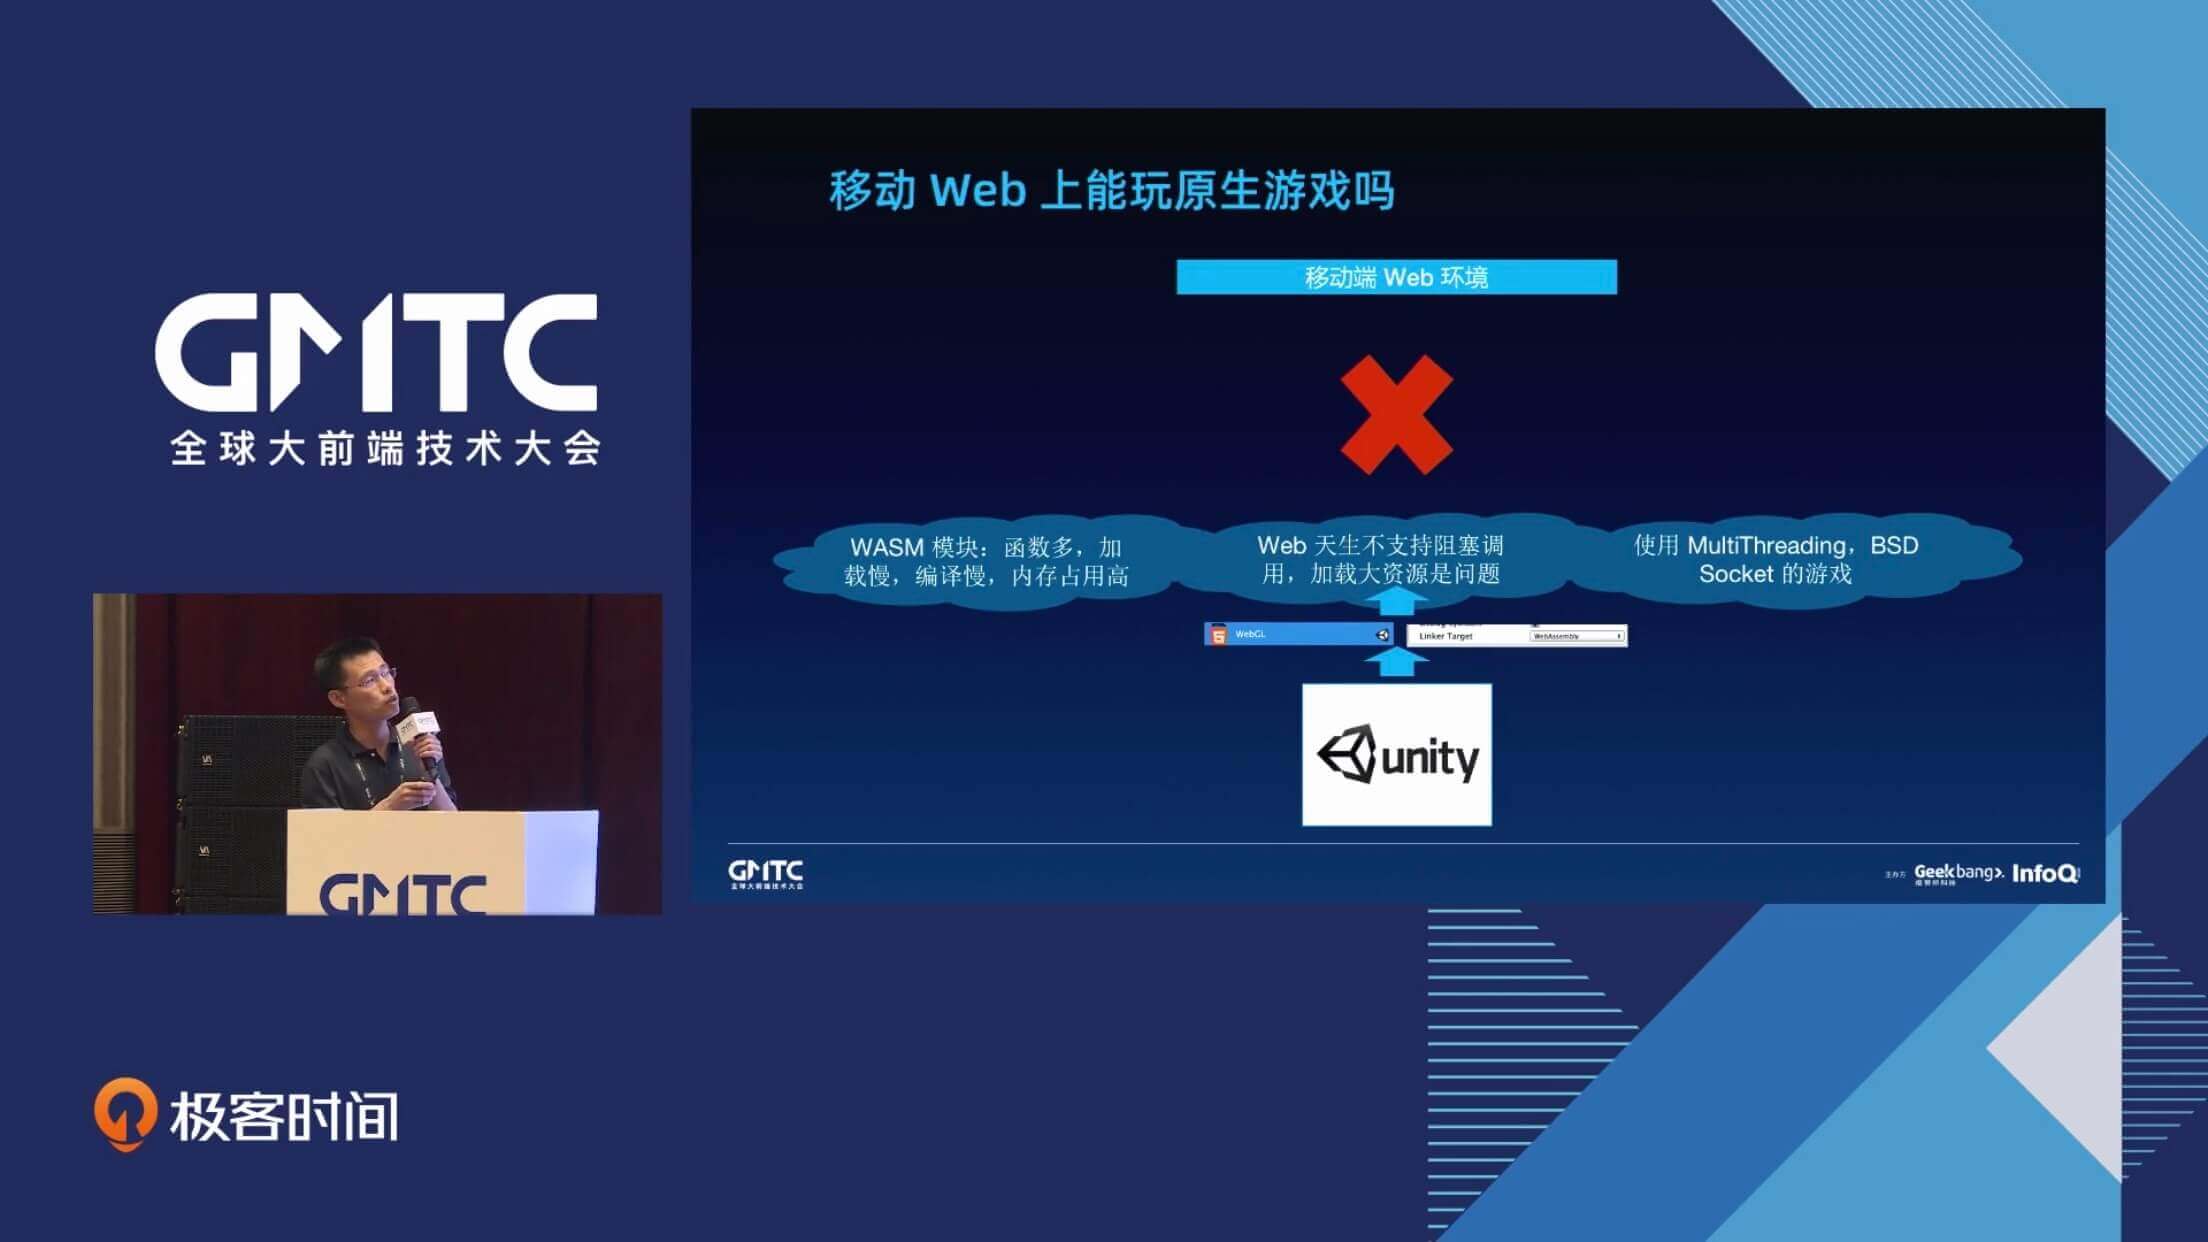 移动 Web 上能玩原生游戏吗
移动端 Web 环境
GMTC
全球大前端技术大会
WASM 模块：函数多，加
载慢，编译慢，内存占用高
Web 天生不支持阻塞调
用，加载大资源是问题
使用 MultiThreading，BSD
Socket 的游戏
WebGL
Linker Target
WebAssembly
unity
GMTC
全球大前端技术大会
主办方
Geekbang>.
极客邦科技
InfoQ
GMTC
极客时间